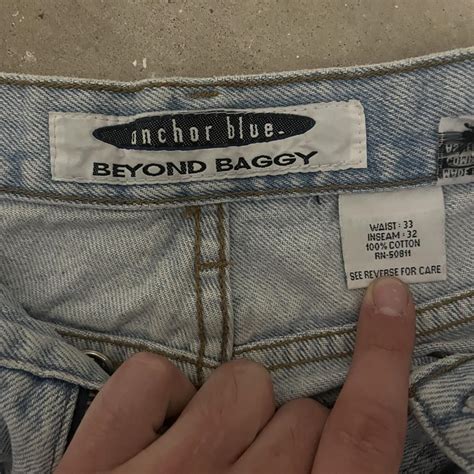 anchor blue
BEYOND BAGGY
WAIST: 33
INSEAM: 32
100% COTTON
RN-50811
SEE REVERSE FOR CARE